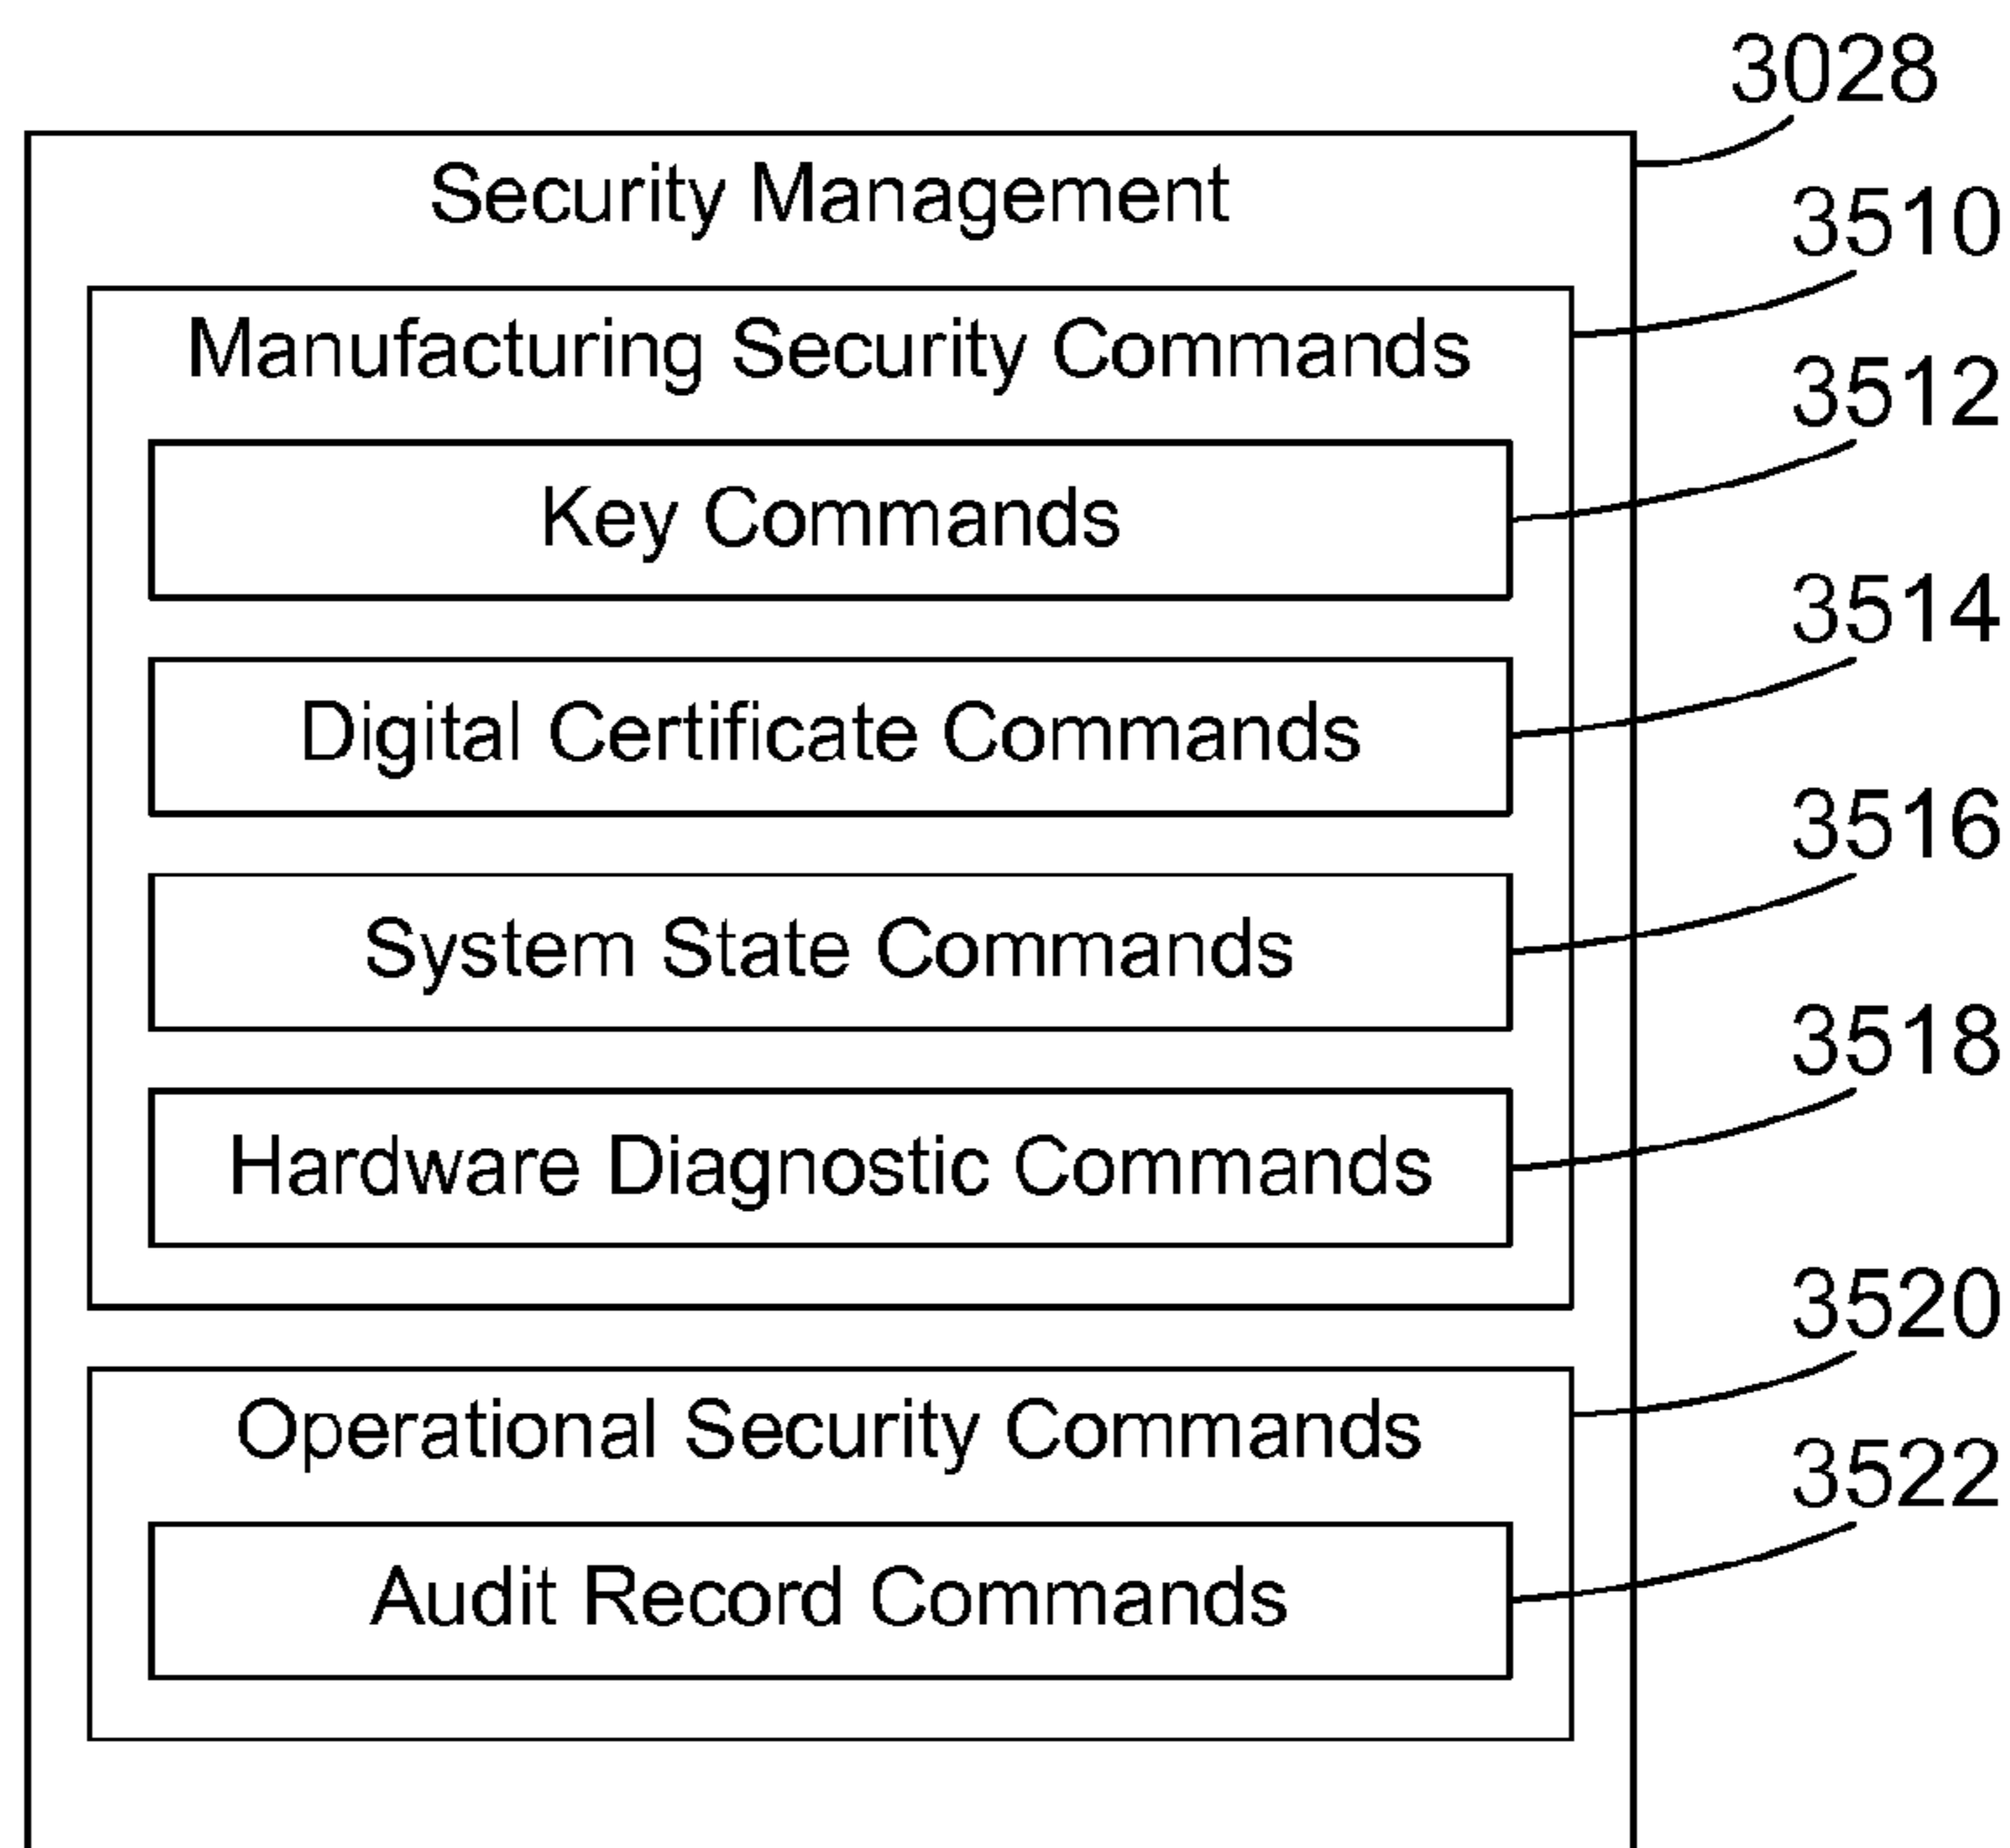 3028
Security Management
3510
Manufacturing Security Commands
3512
Key Commands
3514
Digital Certificate Commands
3516
System State Commands
3518
Hardware Diagnostic Commands
3520
Operational Security Commands
3522
Audit Record Commands